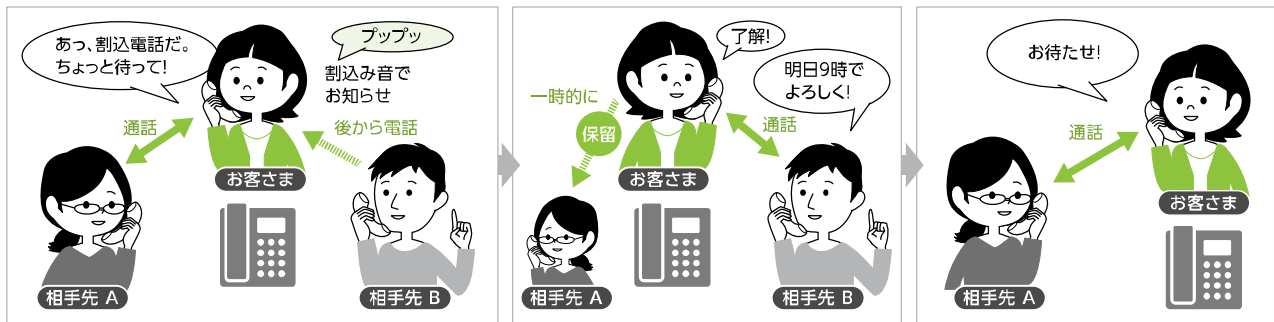 あっ、割込電話だ。
ちょっと待って!
プップッ
割込み音で
お知らせ
通話
後から電話
お客さま
相手先 A
相手先 B
了解!
明日9時で
よろしく!
一時的に
保留
通話
お客さま
相手先 A
相手先 B
お待たせ!
通話
お客さま
相手先 A